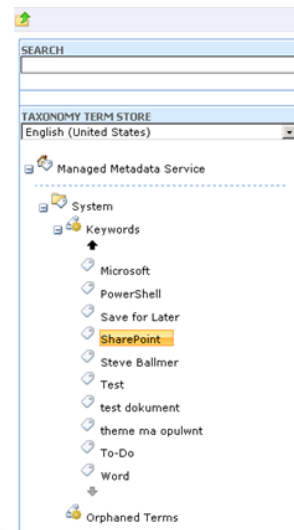 SEARCH
TAXONOMY TERM STORE
English (United States)
Managed Metadata Service
System
Keywords
Microsoft
PowerShell
Save for Later
SharePoint
Steve Ballmer
Test
test dokument
theme ma opulwnt
To-Do
Word
Orphaned Terms